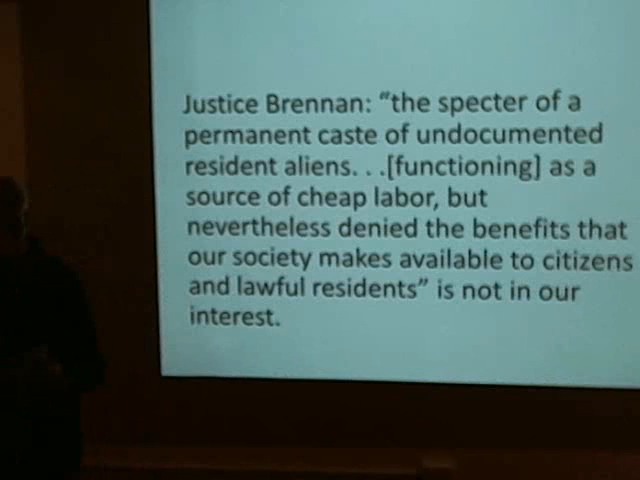 Justice Brennan: “the specter of a
permanent caste of undocumented
resident aliens. . .[functioning] as a
source of cheap labor, but
nevertheless denied the benefits that
our society makes available to citizens
and lawful residents” is not in our
interest.